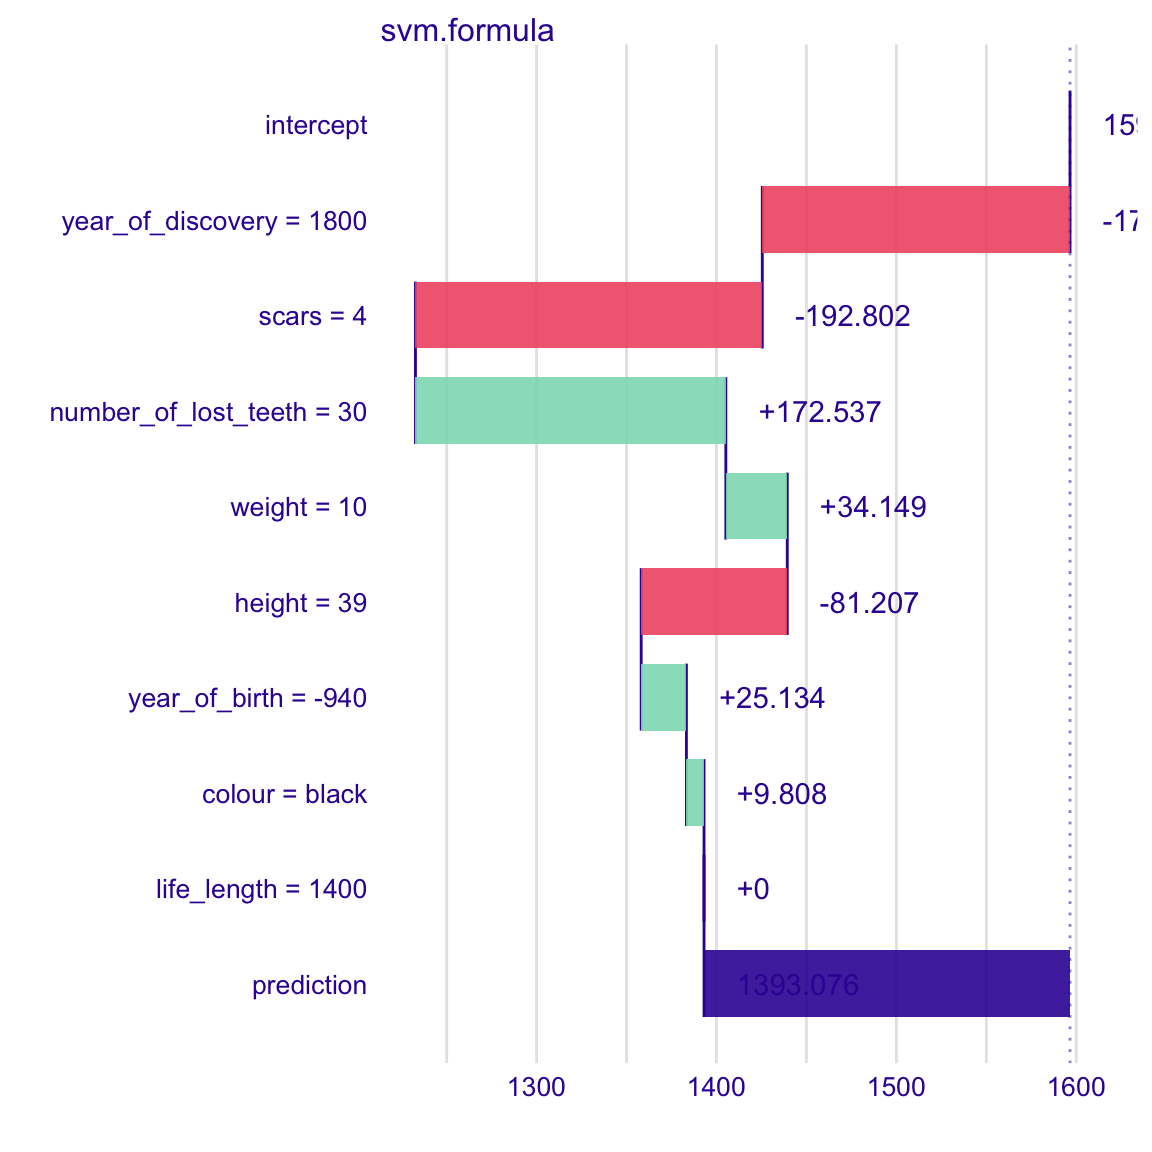 svm.formula
intercept
year_of_discovery = 1800
-17
scars = 4
-192.802
number_of_lost_teeth = 30
+172.537
weight = 10
+34.149
height = 39
-81.207
year_of_birth = -940
+25.134
colour = black
+9.808
life_length = 1400
+0
prediction
1393.076
1300 1400 1500 1600